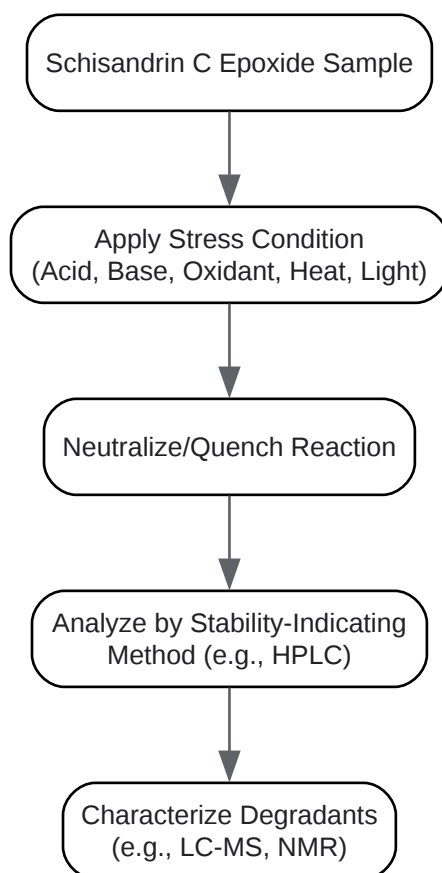 Schisandrin C Epoxide Sample
Apply Stress Condition
(Acid, Base, Oxidant, Heat, Light)
Neutralize/Quench Reaction
Analyze by Stability-Indicating
Method (e.g., HPLC)
Characterize Degradants
(e.g., LC-MS, NMR)